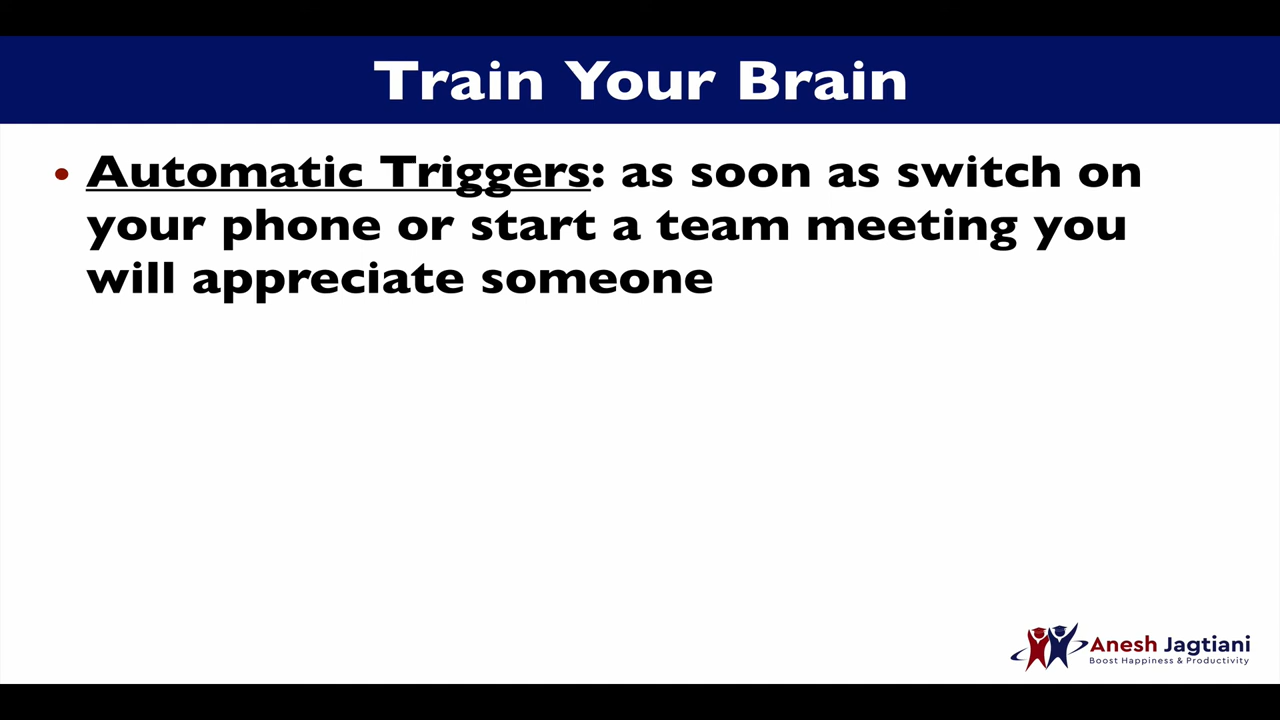 Train Your Brain
• Automatic Triggers: as soon as switch on
your phone or start a team meeting you
will appreciate someone
Anesh Jagtiani
Boost Happiness & Productivity